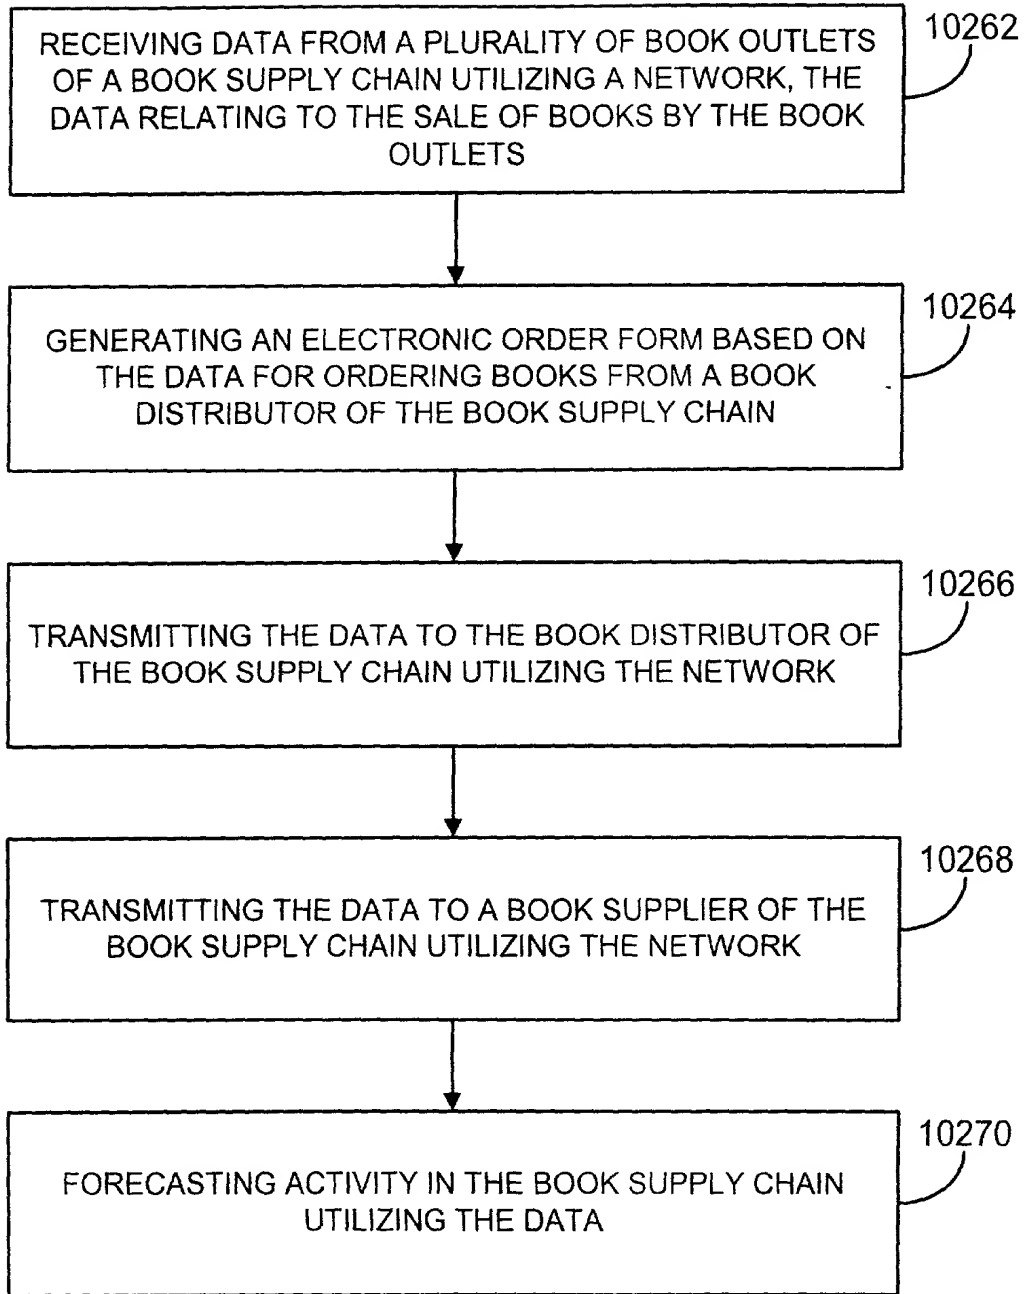 RECEIVING DATA FROM A PLURALITY OF BOOK OUTLETS
OF A BOOK SUPPLY CHAIN UTILIZING A NETWORK, THE
DATA RELATING TO THE SALE OF BOOKS BY THE BOOK
OUTLETS
10262
GENERATING AN ELECTRONIC ORDER FORM BASED ON
THE DATA FOR ORDERING BOOKS FROM A BOOK
DISTRIBUTOR OF THE BOOK SUPPLY CHAIN
10264
TRANSMITTING THE DATA TO THE BOOK DISTRIBUTOR OF
THE BOOK SUPPLY CHAIN UTILIZING THE NETWORK
10266
TRANSMITTING THE DATA TO A BOOK SUPPLIER OF THE
BOOK SUPPLY CHAIN UTILIZING THE NETWORK
10268
FORECASTING ACTIVITY IN THE BOOK SUPPLY CHAIN
UTILIZING THE DATA
10270